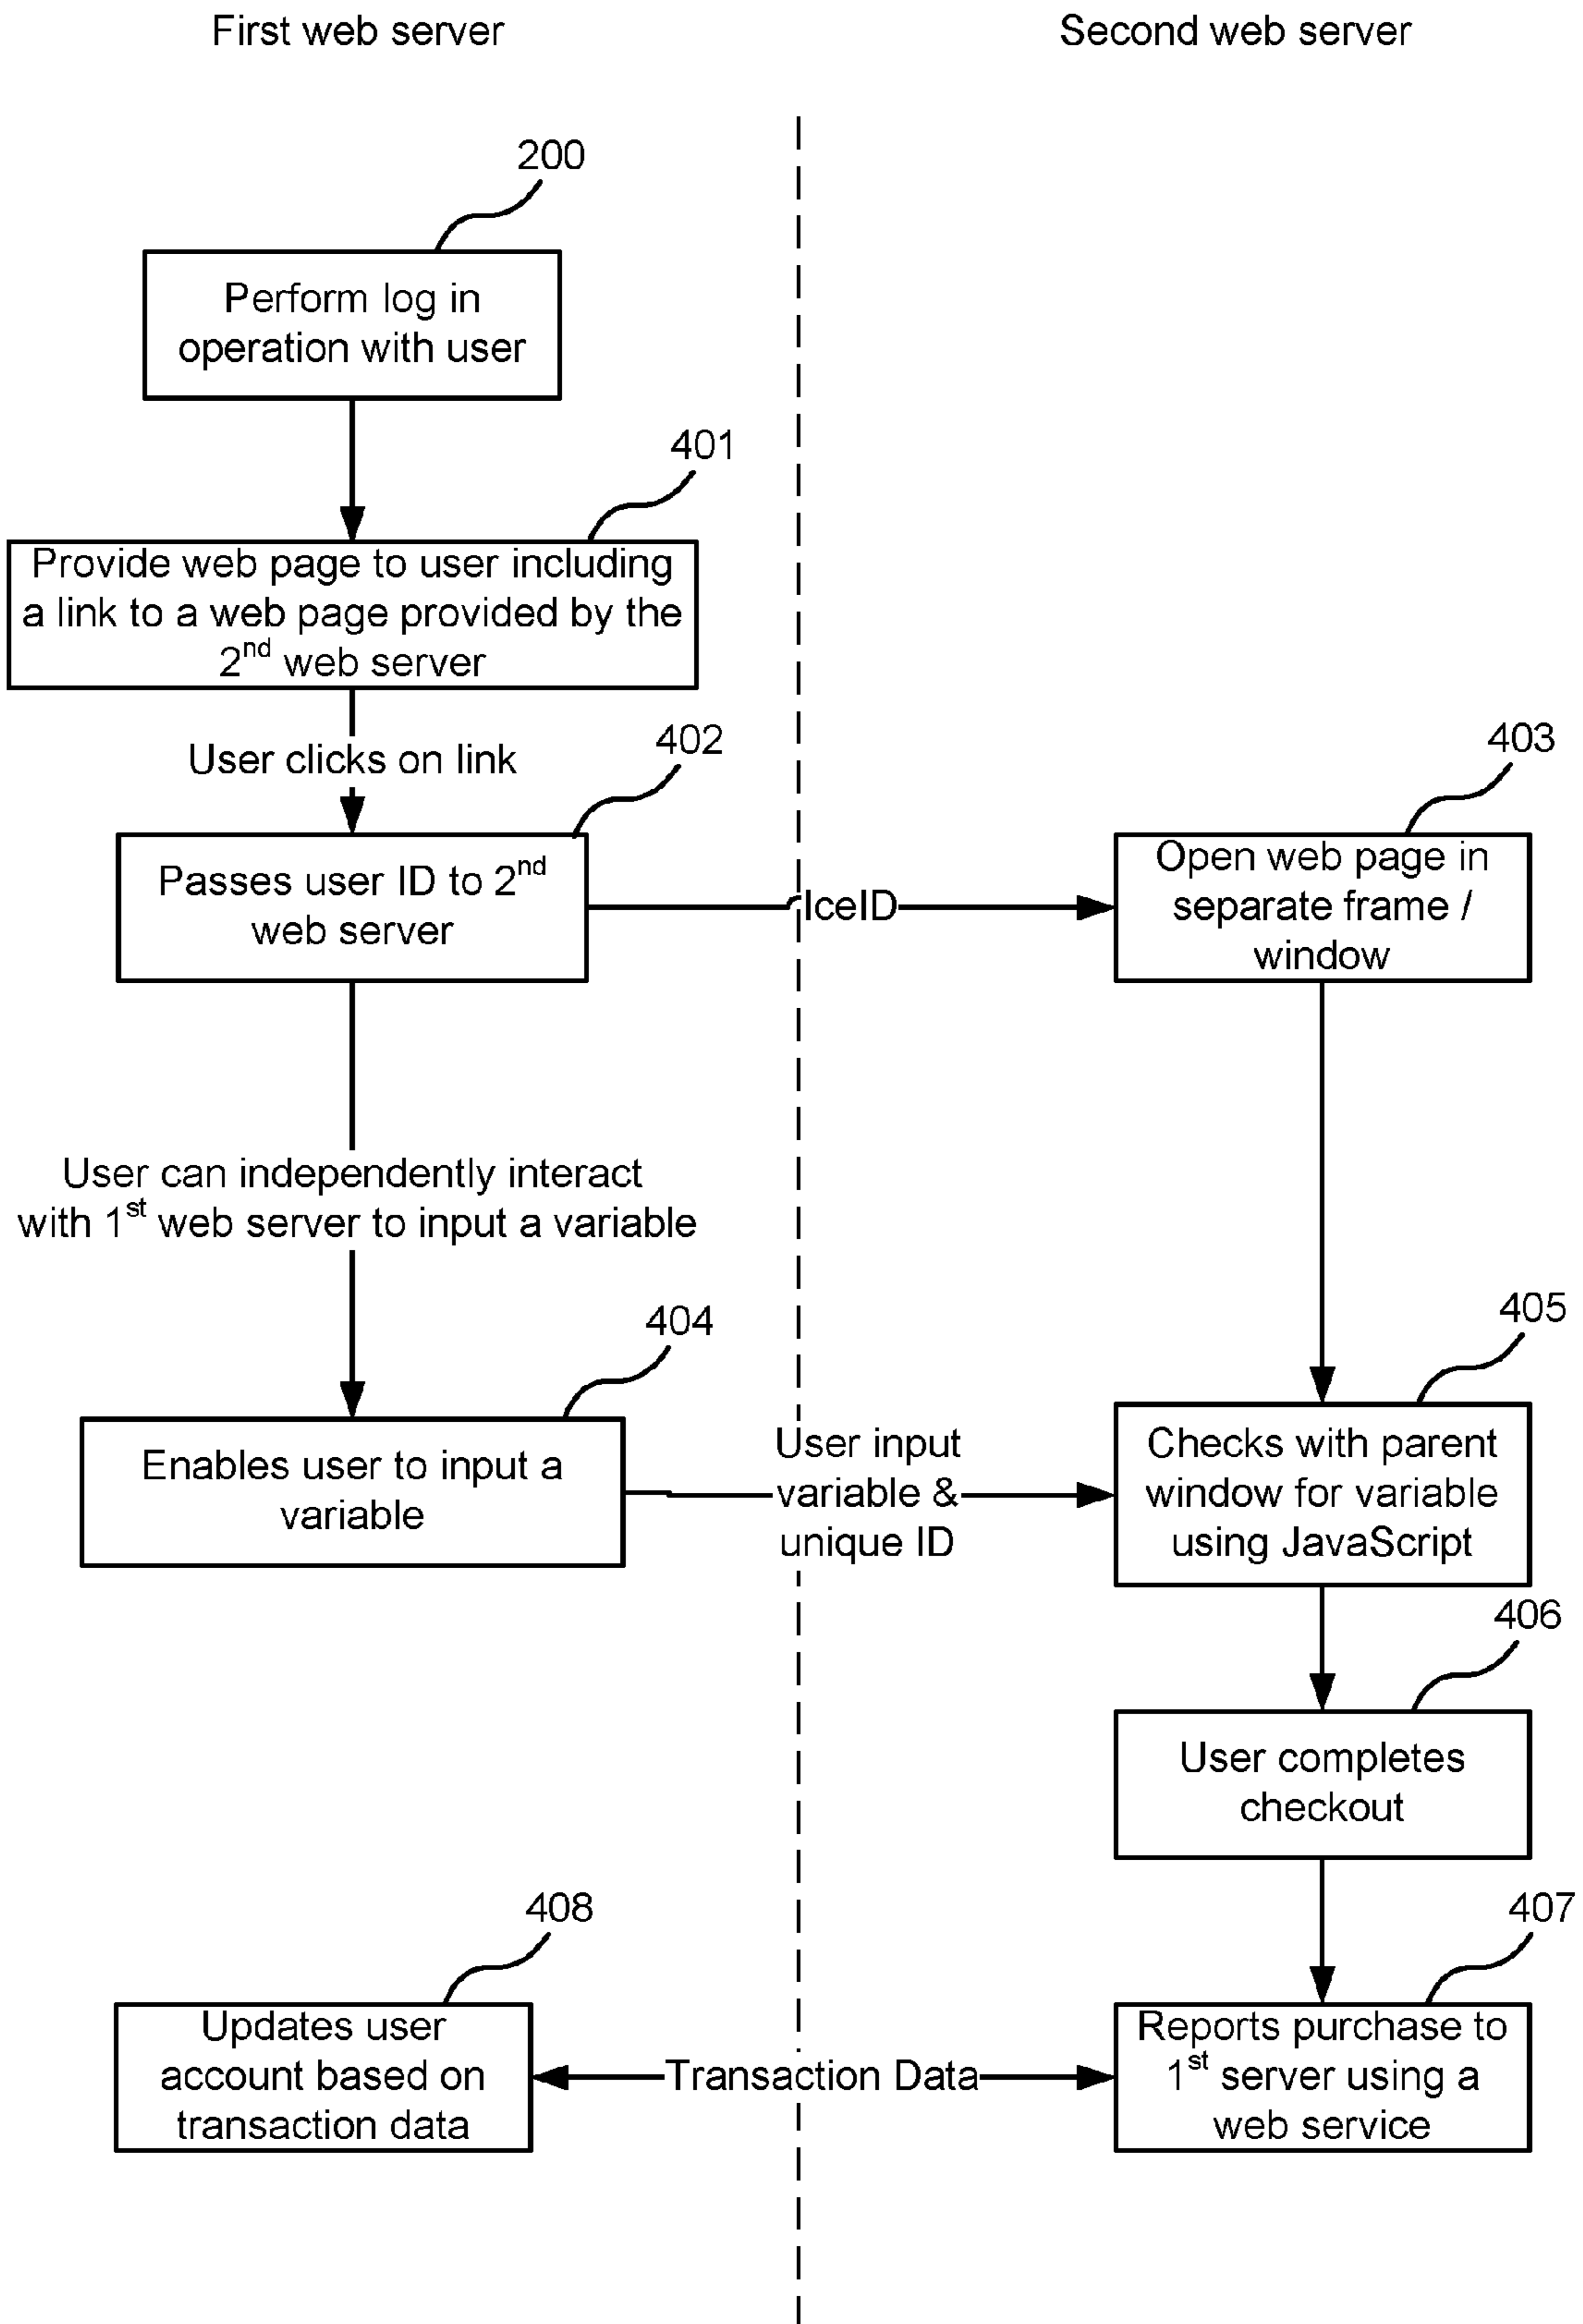 First web server
Second web server
200
Perform log in
operation with user
401
Provide web page to user including
a link to a web page provided by the
2nd web server
User clicks on link
402
403
Passes user ID to 2nd
web server
IceID
Open web page in
separate frame /
window
User can independently interact
with 1st web server to input a variable
404
405
Enables user to input a
variable
User input
variable &
unique ID
Checks with parent
window for variable
using JavaScript
406
User completes
checkout
408
407
Updates user
account based on
transaction data
Transaction Data
Reports purchase to
1st server using a
web service